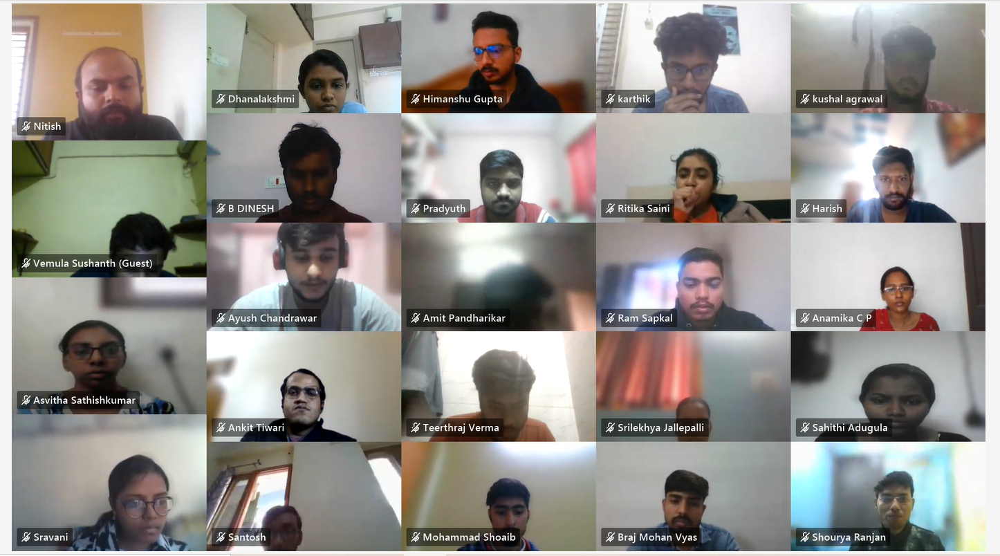 Nitish
Dhanalakshmi
Himanshu Gupta
karthik
kushal agrawal
Vemula Sushanth (Guest)
B DINESH
Pradyuth
Ritika Saini
Harish
Asvitha Sathishkumar
Ayush Chandrawar
Amit Pandharikar
Ram Sapkal
Anamika C P
Sravani
Ankit Tiwari
Teerthraj Verma
Srilekhya Jallepalli
Sahithi Adugula
Santosh
Mohammad Shoaib
Braj Mohan Vyas
Shourya Ranjan